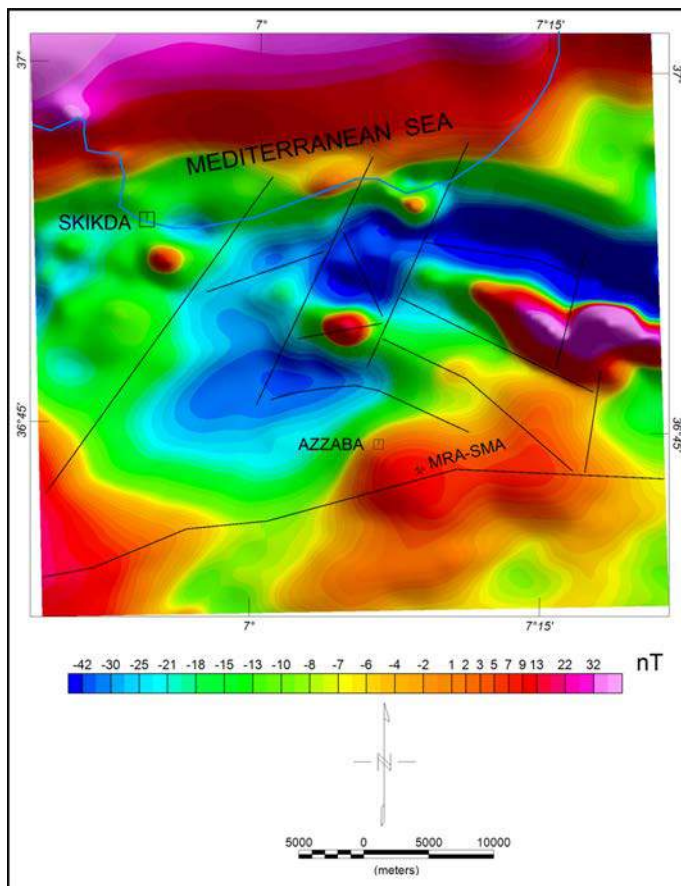 7°
7°15'
37°
37°
MEDITERRANEAN SEA
SKIKDA
36°45'
36°45'
AZZABA
MRA-SMA
7°
7°15'
-42 -30 -25 -21 -18 -15 -13 -10 -8 -7 -6 -4 -2 1 2 3 5 7 9 13 22 32
nT
N
5000 0 5000 10000
(meters)